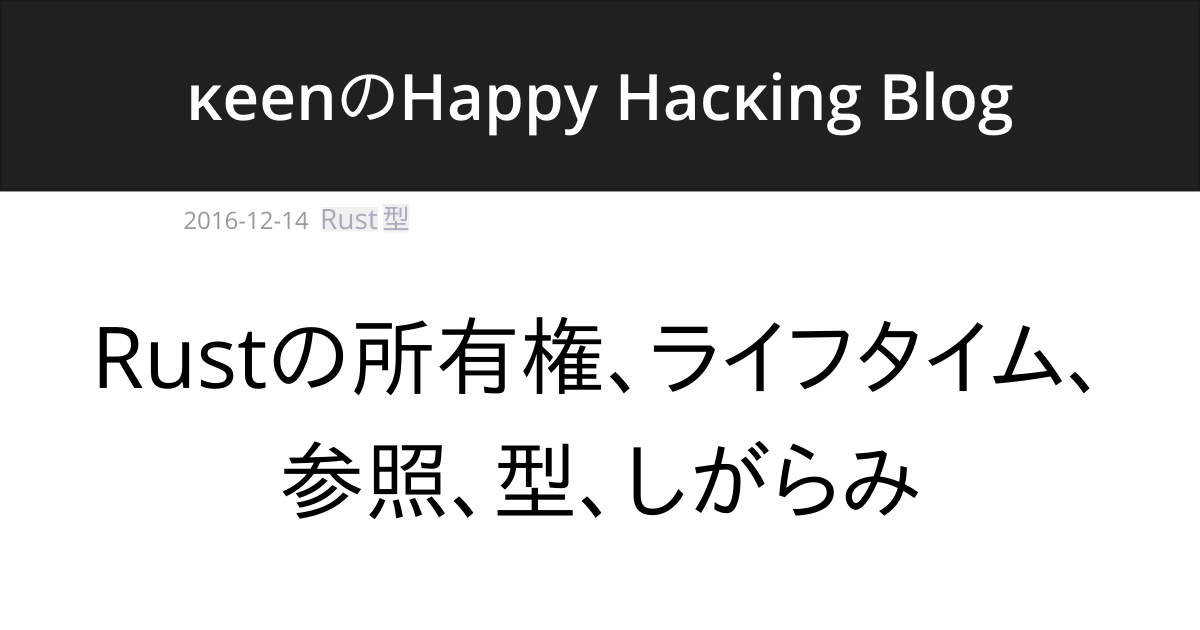 κeenのHappy Hacκing Blog
2016-12-14 Rust 型
Rustの所有権、ライフタイム、
参照、型、しがらみ